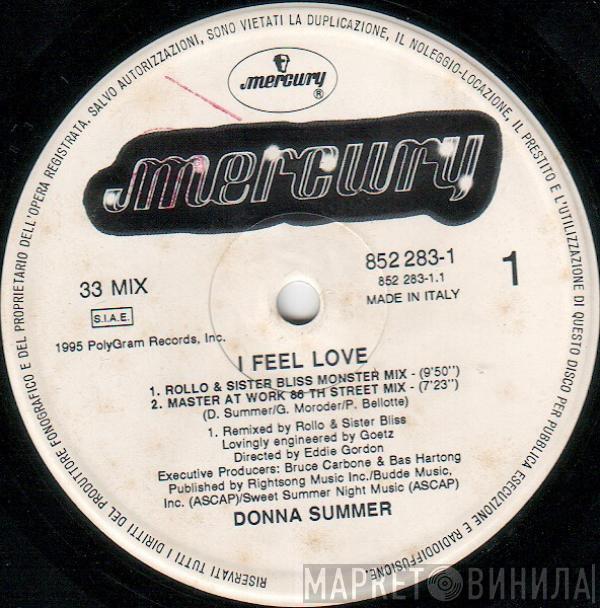 RISERVATI TUTTI I DIRITTI DEL PRODUTTORE FONOGRAFICO E DEL PROPRIETARIO DELL'OPERA REGISTRATA. SALVO AUTORIZZAZIONI, SONO VIETATI LA DUPLICAZIONE, IL NOLEGGIO-LOCAZIONE, IL PRESTITO E L'UTILIZZAZIONE DI QUESTO DISCO PER PUBBLICA ESECUZIONE E RADIODIFFUSIONE.
mercury
®
mercury
33 MIX
852 283-1
852 283-1.1
MADE IN ITALY
1
S.I.A.E.
1995 PolyGram Records, Inc.
I FEEL LOVE
1. ROLLO & SISTER BLISS MONSTER MIX - (9'50'')
2. MASTER AT WORK 86 TH STREET MIX - (7'23'')
(D. Summer/G. Moroder/P. Bellotte)
1. Remixed by Rollo & Sister Bliss
Lovingly engineered by Goetz
Directed by Eddie Gordon
Executive Producers: Bruce Carbone & Bas Hartong
Published by Rightsong Music Inc./Budde Music,
Inc. (ASCAP)/Sweet Summer Night Music (ASCAP)
DONNA SUMMER
МАРКЕТ ВИНИЛА